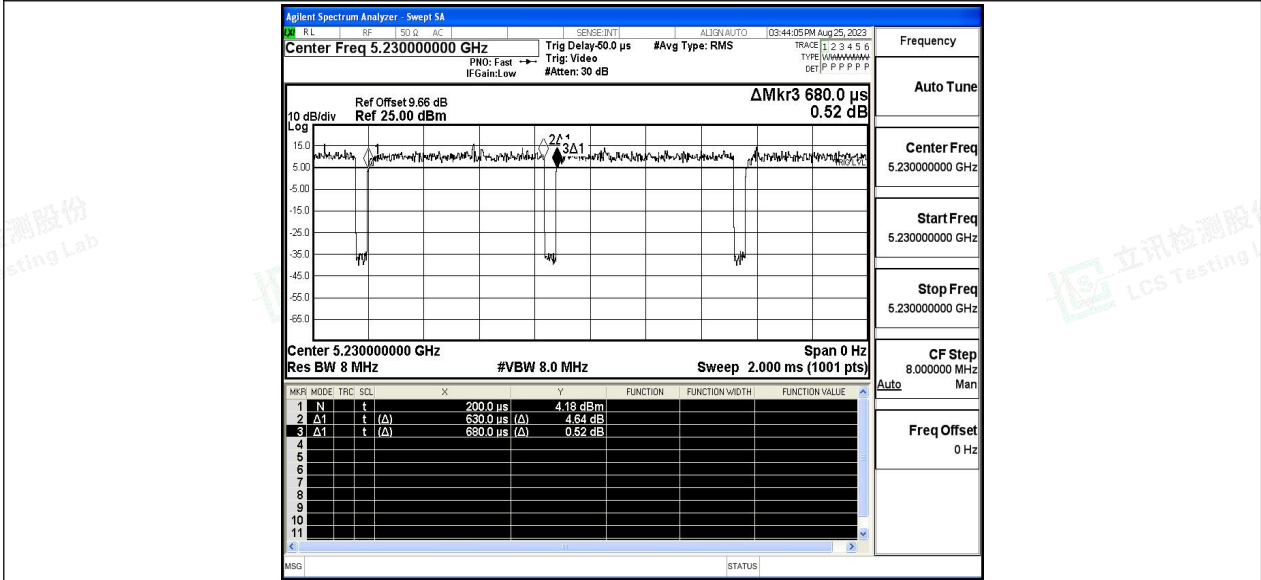 Agilent Spectrum Analyzer - Swept SA
LXI RL RF 50 Ω AC SENSE:INT ALIGN AUTO 03:44:05 PM Aug 25, 2023
Center Freq 5.230000000 GHz
PNO: Fast
IFGain:Low
Trig Delay-50.0 µs
Trig: Video
#Atten: 30 dB
#Avg Type: RMS
TRACE 1 2 3 4 5 6
TYPE WWWWWW
DET P P P P P P
Frequency
ΔMkr3 680.0 µs
0.52 dB
Ref Offset 9.66 dB
10 dB/div Ref 25.00 dBm
Log
15.0
5.00
-5.00
-15.0
-25.0
-35.0
-45.0
-55.0
-65.0
1
2Δ1
3Δ1
TRIG LVL
Center 5.230000000 GHz Span 0 Hz
Res BW 8 MHz #VBW 8.0 MHz Sweep 2.000 ms (1001 pts)
MKR MODE TRC SCL X Y FUNCTION FUNCTION WIDTH FUNCTION VALUE
1 N t 200.0 µs 4.18 dBm
2 Δ1 t (Δ) 630.0 µs (Δ) 4.64 dB
3 Δ1 t (Δ) 680.0 µs (Δ) 0.52 dB
4
5
6
7
8
9
10
11
MSG STATUS
Auto Tune
Center Freq
5.230000000 GHz
Start Freq
5.230000000 GHz
Stop Freq
5.230000000 GHz
CF Step
8.000000 MHz
Auto Man
Freq Offset
0 Hz
测股份
sting Lab
立讯检测股份
LCS Testing L